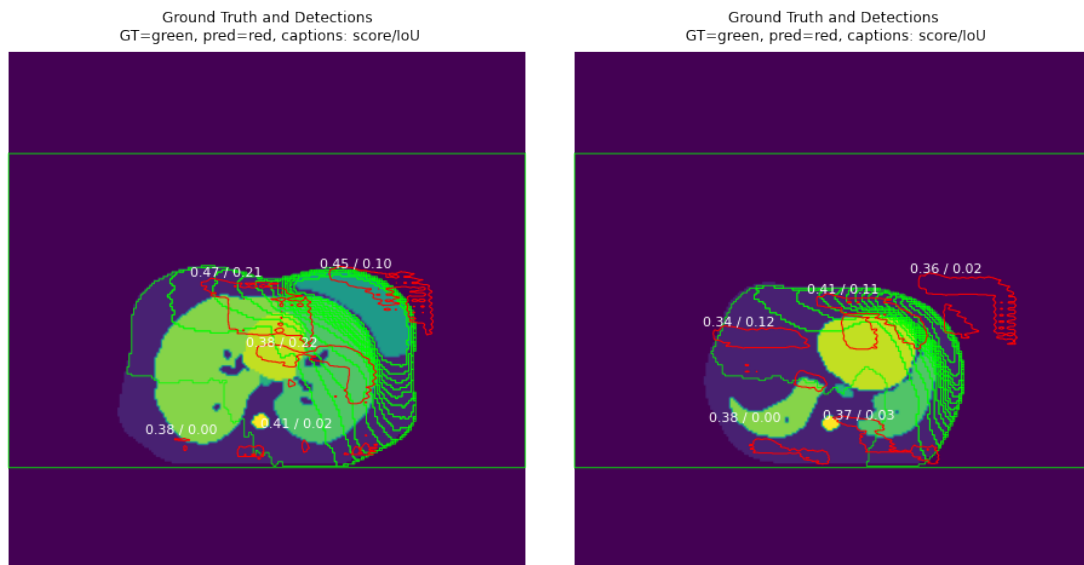 Ground Truth and Detections
GT=green, pred=red, captions: score/IoU
0.47 / 0.21
0.45 / 0.10
0.38 / 0.22
0.38 / 0.00
0.41 / 0.02
Ground Truth and Detections
GT=green, pred=red, captions: score/IoU
0.36 / 0.02
0.41 / 0.11
0.34 / 0.12
0.38 / 0.00
0.37 / 0.03